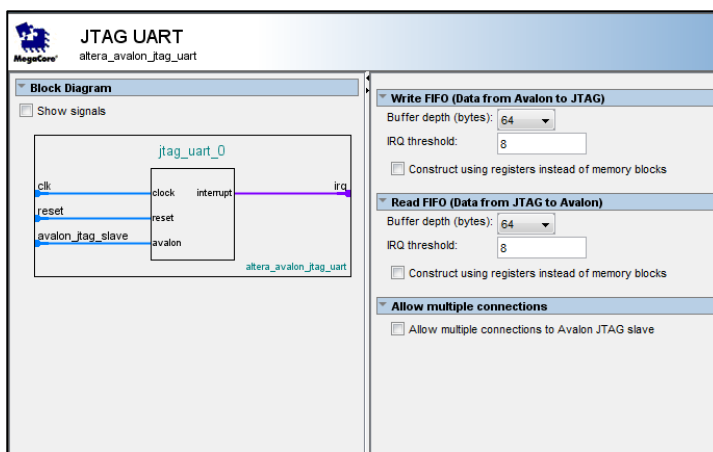 MegaCore®
JTAG UART
altera_avalon_jtag_uart
Block Diagram
Show signals
jtag_uart_0
clk
clock
interrupt
irq
reset
reset
avalon_jtag_slave
avalon
altera_avalon_jtag_uart
Write FIFO (Data from Avalon to JTAG)
Buffer depth (bytes): 64
IRQ threshold: 8
Construct using registers instead of memory blocks
Read FIFO (Data from JTAG to Avalon)
Buffer depth (bytes): 64
IRQ threshold: 8
Construct using registers instead of memory blocks
Allow multiple connections
Allow multiple connections to Avalon JTAG slave